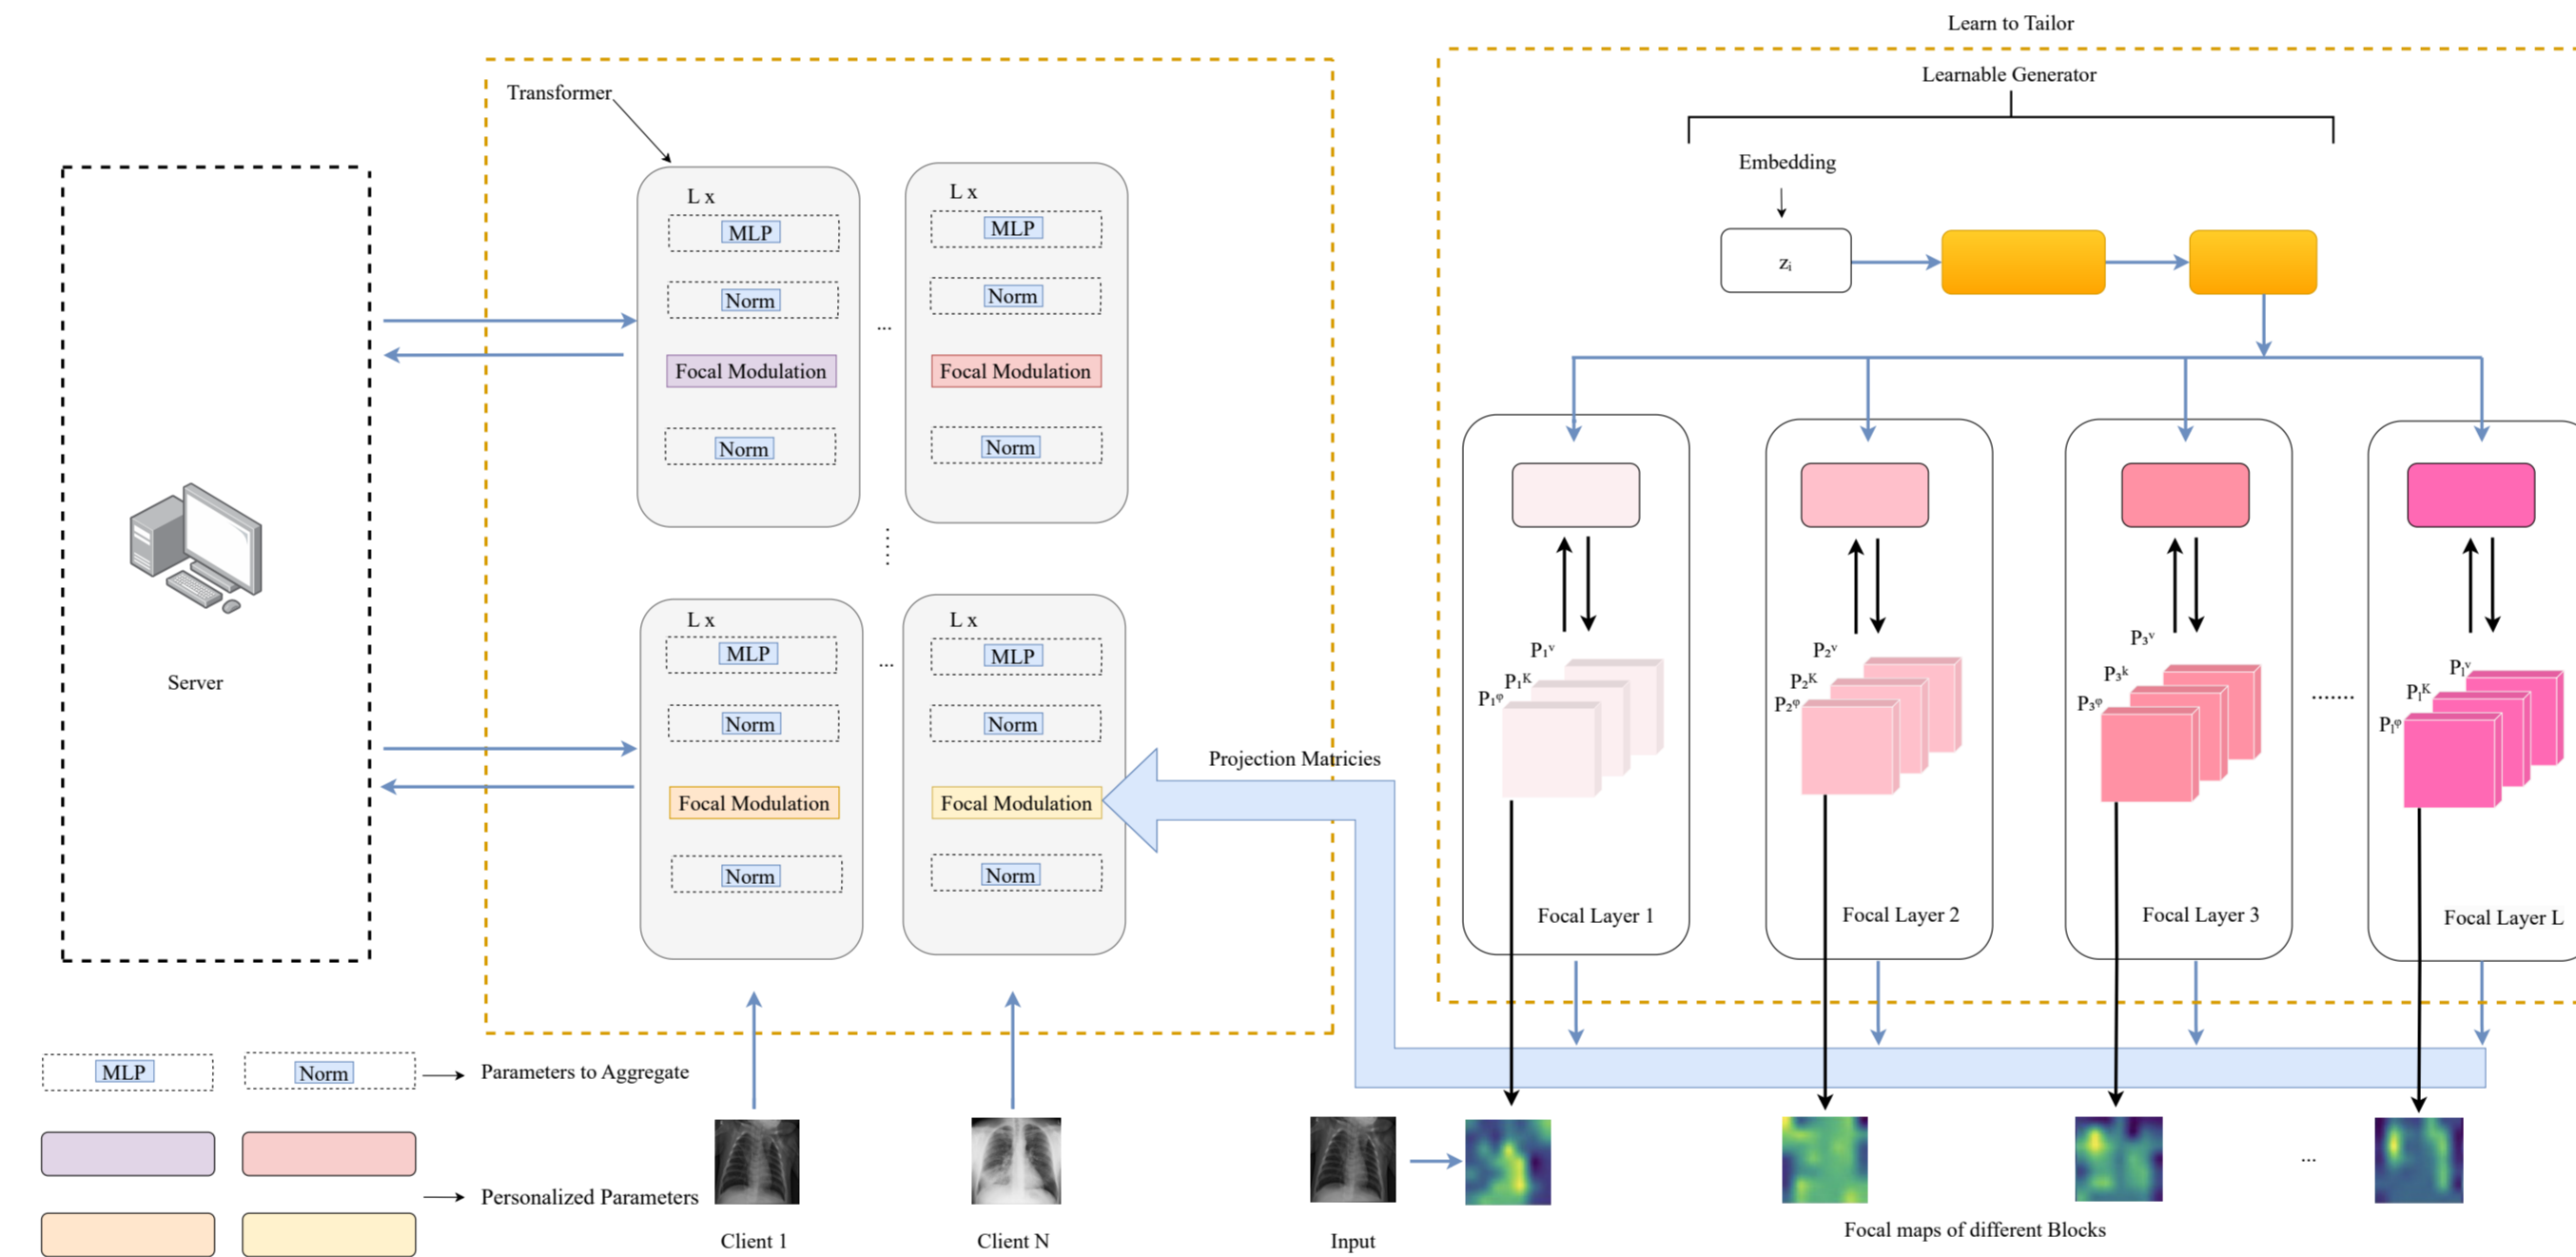 Learn to Tailor
Learnable Generator
Transformer
Embedding
zᵢ
L x
MLP
Norm
Focal Modulation
Norm
...
L x
MLP
Norm
Focal Modulation
Norm
......
L x
MLP
Norm
Focal Modulation
Norm
...
L x
MLP
Norm
Focal Modulation
Norm
Server
Projection Matricies
P₁ᵛ
P₁ᴷ
P₁ᵠ
Focal Layer 1
P₂ᵛ
P₂ᴷ
P₂ᵠ
Focal Layer 2
P₃ᵛ
P₃ᵏ
P₃ᵠ
Focal Layer 3
.......
Pₗᵛ
Pₗᴷ
Pₗᵠ
Focal Layer L
MLP
Norm
Parameters to Aggregate
Personalized Parameters
Client 1
Client N
Input
...
Focal maps of different Blocks